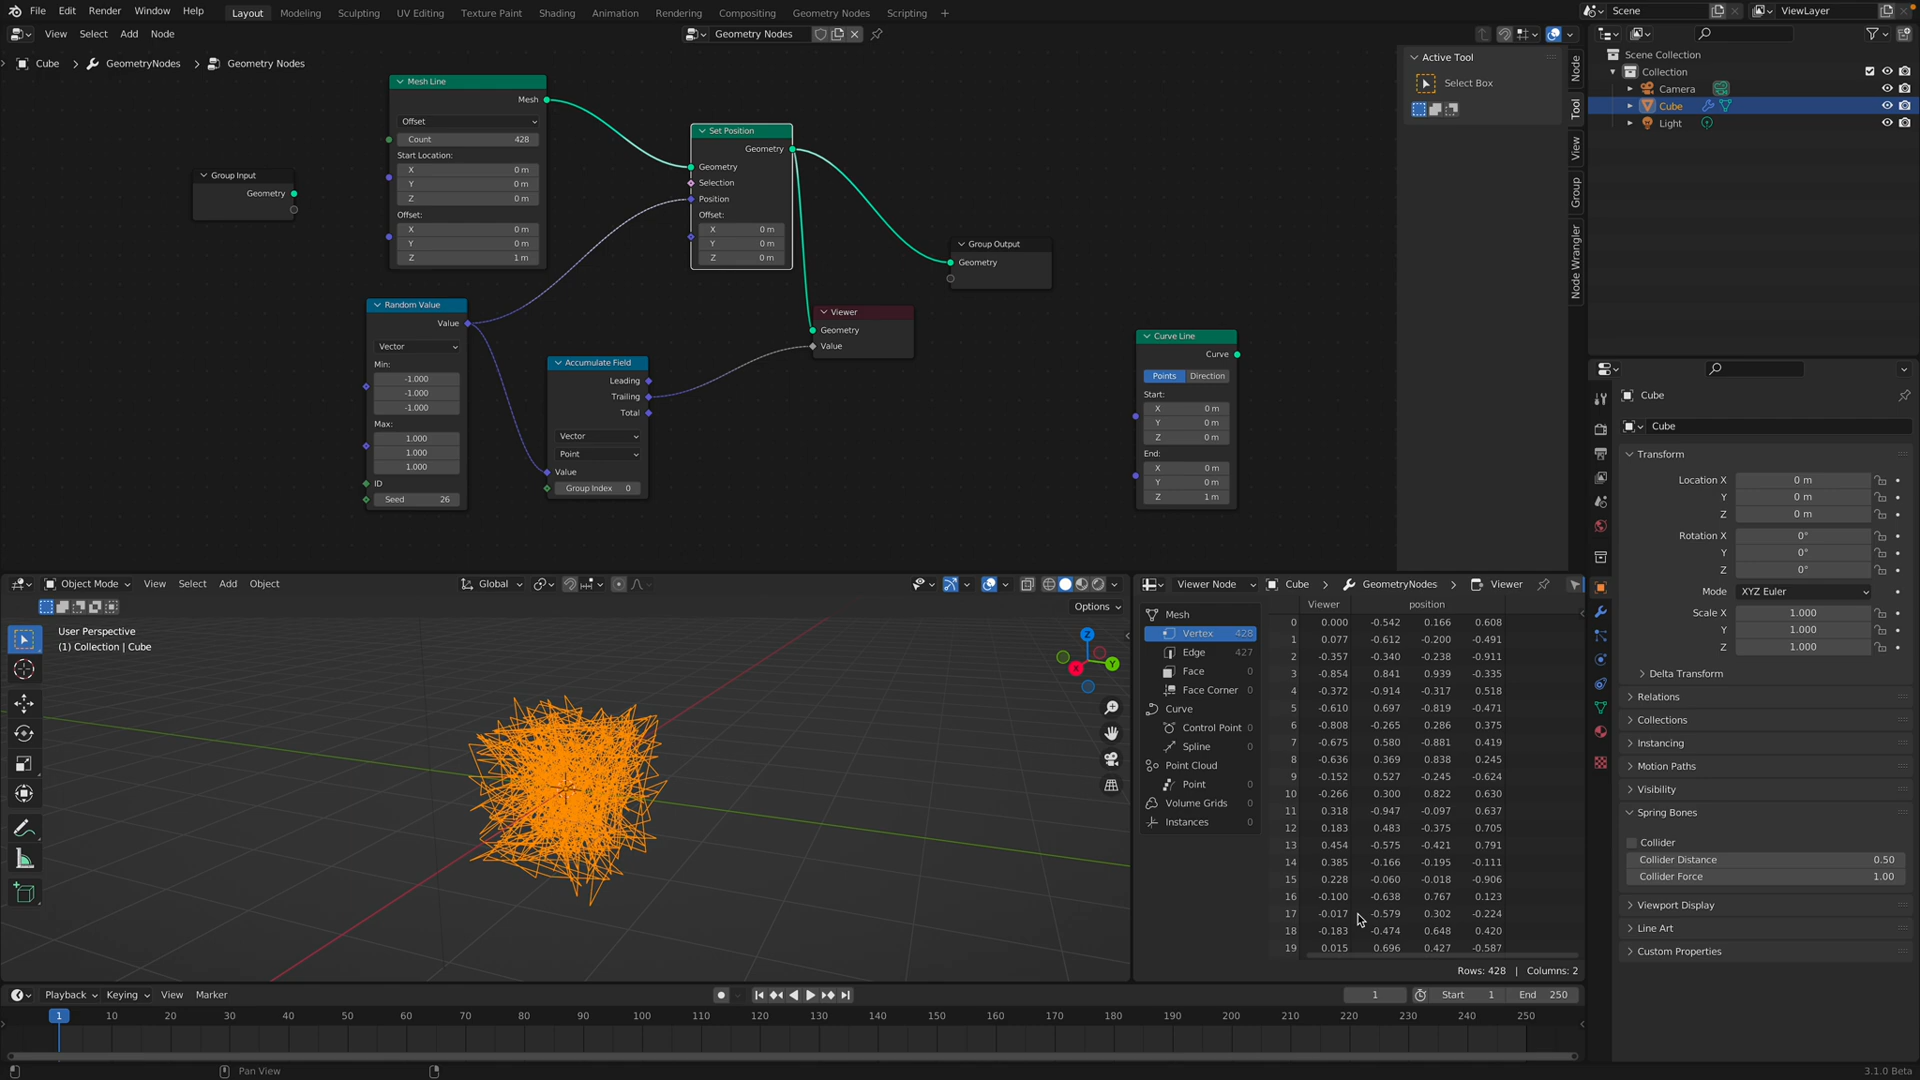 File Edit Render Window Help Layout Modeling Sculpting UV Editing Texture Paint Shading Animation Rendering Compositing Geometry Nodes Scripting + Scene ViewLayer
View Select Add Node Geometry Nodes
Cube > GeometryNodes > Geometry Nodes
Mesh Line
Mesh
Offset
Count 428
Start Location:
X 0 m
Y 0 m
Z 0 m
Offset:
X 0 m
Y 0 m
Z 1 m
Group Input
Geometry
Set Position
Geometry
Geometry
Selection
Position
Offset:
X 0 m
Y 0 m
Z 0 m
Group Output
Geometry
Random Value
Value
Vector
Min:
-1.000
-1.000
-1.000
Max:
1.000
1.000
1.000
ID
Seed 26
Accumulate Field
Leading
Trailing
Total
Vector
Point
Value
Group Index 0
Viewer
Geometry
Value
Curve Line
Curve
Points Direction
Start:
X 0 m
Y 0 m
Z 0 m
End:
X 0 m
Y 0 m
Z 1 m
Active Tool
Select Box
Node
Tool
View
Group
Node Wrangler
Scene Collection
Collection
Camera
Cube
Light
Object Mode View Select Add Object Global
Options
User Perspective
(1) Collection | Cube
Z
X
Y
Viewer Node Cube > GeometryNodes > Viewer
Mesh
Vertex 428
Edge 427
Face 0
Face Corner 0
Curve
Control Point 0
Spline 0
Point Cloud
Point 0
Volume Grids 0
Instances 0
Viewer position
0 0.000 -0.542 0.166 0.608
1 0.077 -0.612 -0.200 -0.491
2 -0.357 -0.340 -0.238 -0.911
3 -0.854 0.841 0.939 -0.335
4 -0.372 -0.914 -0.317 0.518
5 -0.610 0.697 -0.819 -0.471
6 -0.808 -0.265 0.286 0.375
7 -0.675 0.580 -0.881 0.419
8 -0.636 0.369 0.838 0.245
9 -0.152 0.527 -0.245 -0.624
10 -0.266 0.300 0.822 0.630
11 0.318 -0.947 -0.097 0.637
12 0.183 0.483 -0.375 0.705
13 0.454 -0.575 -0.421 0.791
14 0.385 -0.166 -0.195 -0.111
15 0.228 -0.060 -0.018 -0.906
16 -0.100 -0.638 0.767 0.123
17 -0.017 -0.579 0.302 -0.224
18 -0.183 -0.474 0.648 0.420
19 0.015 0.696 0.427 -0.587
Rows: 428 | Columns: 2
Cube
Cube
Transform
Location X 0 m
Y 0 m
Z 0 m
Rotation X 0°
Y 0°
Z 0°
Mode XYZ Euler
Scale X 1.000
Y 1.000
Z 1.000
Delta Transform
Relations
Collections
Instancing
Motion Paths
Visibility
Spring Bones
Collider
Collider Distance 0.50
Collider Force 1.00
Viewport Display
Line Art
Custom Properties
Playback Keying View Marker 1 Start 1 End 250
1 10 20 30 40 50 60 70 80 90 100 110 120 130 140 150 160 170 180 190 200 210 220 230 240 250
Pan View
3.1.0 Beta